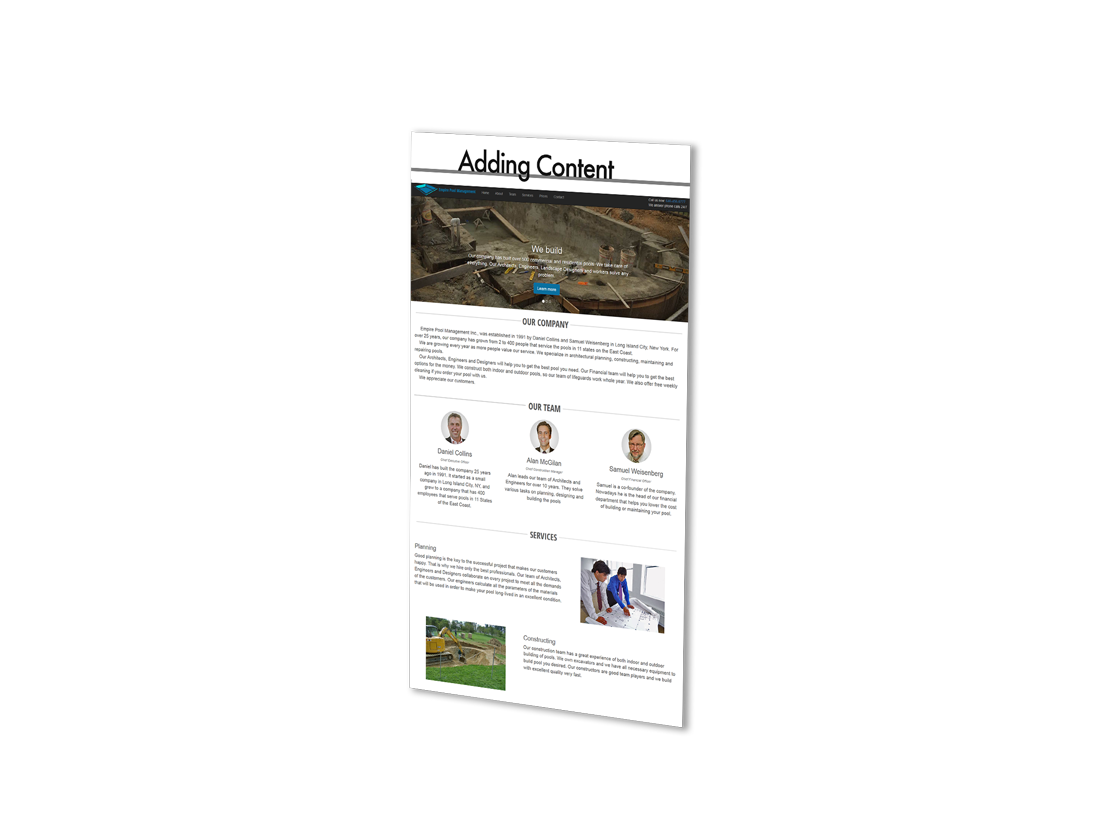 Adding Content
Empire Pool Management
Home About Team Services Prices Contact
Call us now
We answer phone calls 24/7
We build
Our company has built over 500 commercial and residential pools. We take care of
everything. Our Architects, Engineers, Landscape Designers and workers solve any
problem.
Learn more
OUR COMPANY
Empire Pool Management Inc., was established in 1991 by Daniel Collins and Samuel Weisenberg in Long Island City, New York. For
over 25 years, our company has grown from 2 to 400 people that service the pools in 11 states on the East Coast.
We are growing every year as more people value our service. We specialize in architectural planning, constructing, maintaining and
repairing pools.
Our Architects, Engineers and Designers will help you to get the best pool you need. Our Financial team will help you to get the best
options for the money. We construct both indoor and outdoor pools, so our team of lifeguards work whole year. We also offer free weekly
cleaning if you order your pool with us.
We appreciate our customers.
OUR TEAM
Daniel Collins
Chief Executive Officer
Daniel has built the company 25 years
ago in 1991. It started as a small
company in Long Island City, NY, and
grew to a company that has 400
employees that serve pools in 11 States
of the East Coast.
Alan McGilan
Chief Construction Manager
Alan leads our team of Architects and
Engineers for over 10 years. They solve
various tasks on planning, designing and
building the pools
Samuel Weisenberg
Chief Financial Officer
Samuel is a co-founder of the company.
Nowadays he is the head of our financial
department that helps you lower the cost
of building or maintaining your pool.
SERVICES
Planning
Good planning is the key to the successful project that makes our customers
happy. That is why we hire only the best professionals. Our team of Architects,
Engineers and Designers collaborate on every project to meet all the demands
of the customers. Our engineers calculate all the parameters of the materials
that will be used in order to make your pool long-lived in an excellent condition.
Constructing
Our construction team has a great experience of both indoor and outdoor
building of pools. We own excavators and we have all necessary equipment to
build pool you desired. Our constructors are good team players and we build
with excellent quality very fast.